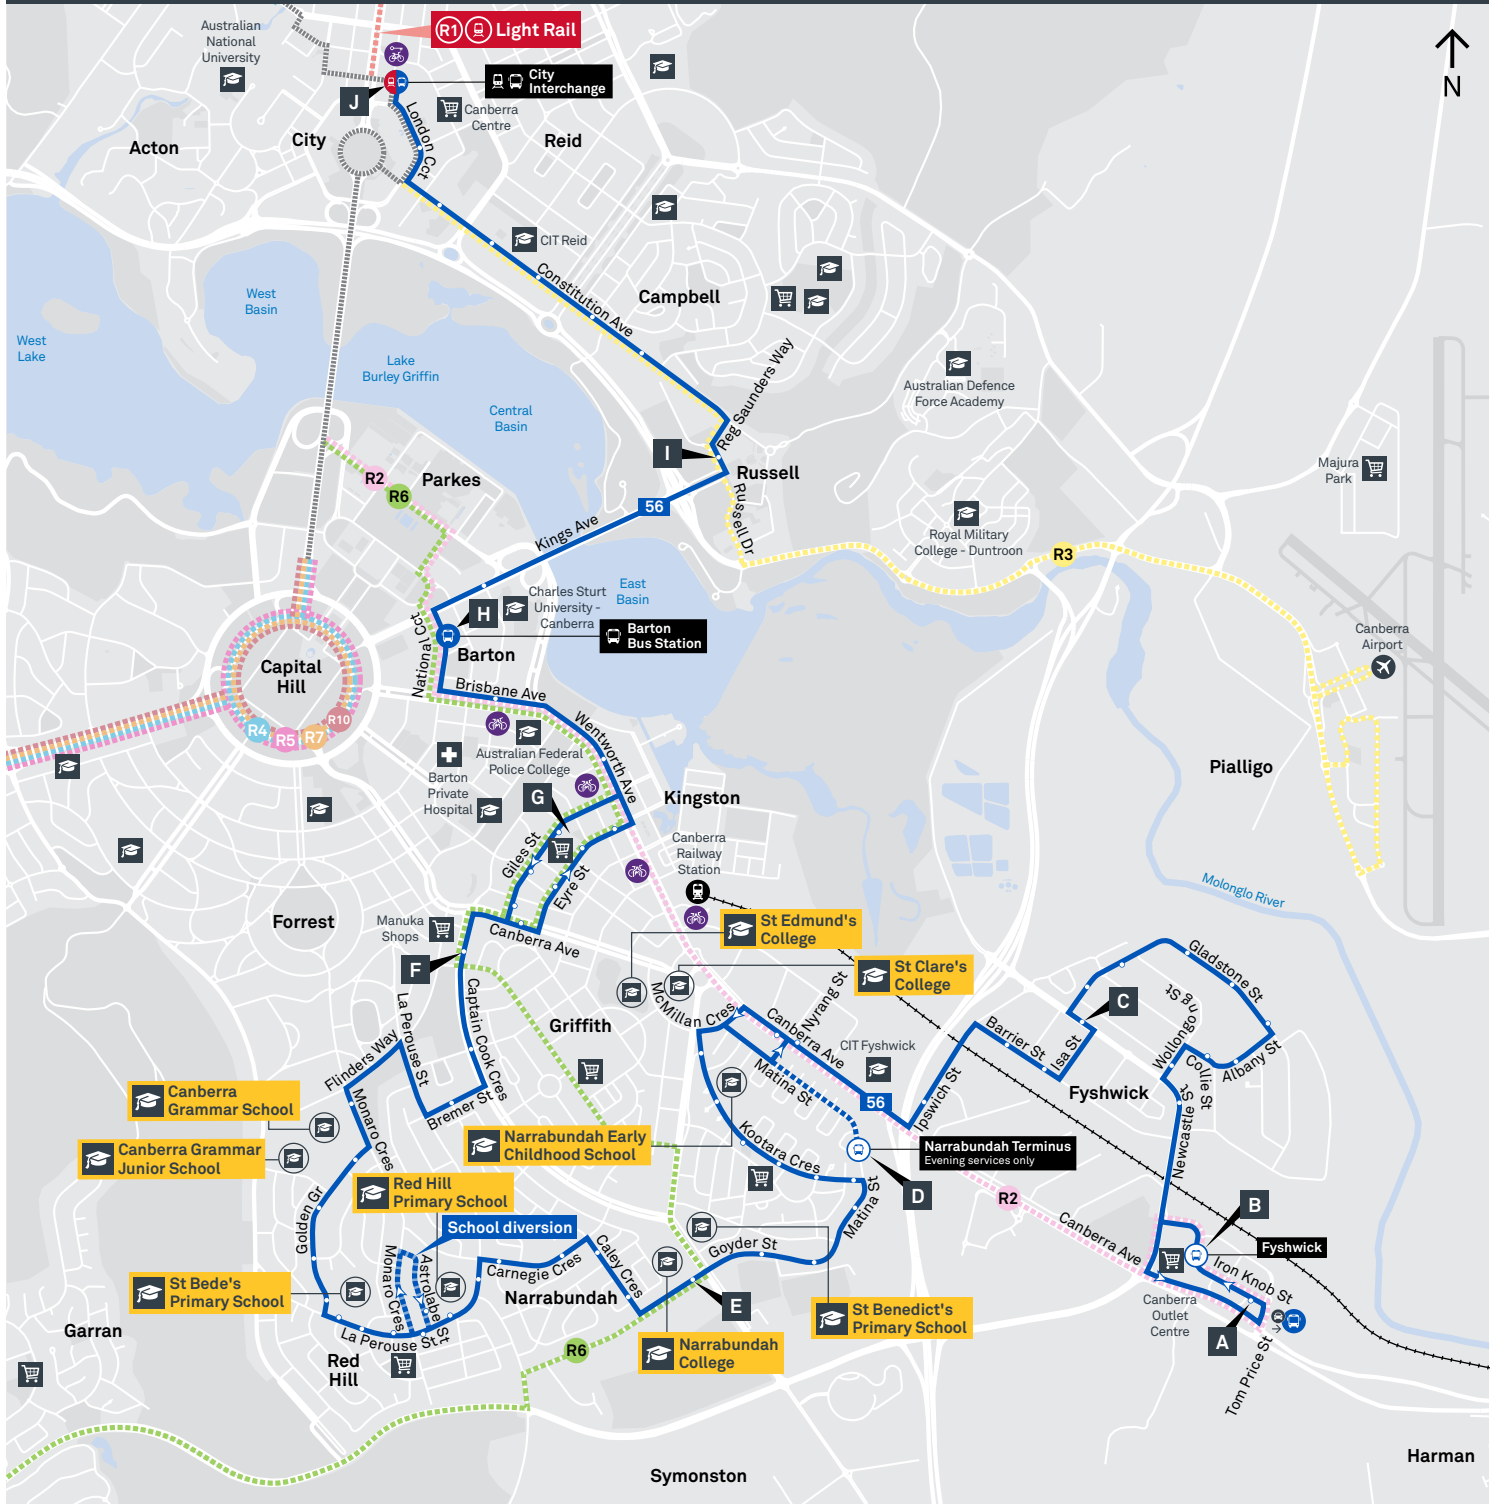 Australian
National
University
R1 Light Rail
City
Interchange
J
Canberra
Centre
London Cct
Acton
City
Reid
N
CIT Reid
Constitution Ave
Campbell
West
Basin
West
Lake
Lake
Burley Griffin
Central
Basin
Reg Saunders Way
Australian Defence
Force Academy
I
Russell
Majura
Park
R2
R6
Parkes
56
Kings Ave
Russell Dr
Royal Military
College - Duntroon
R3
East
Basin
Charles Sturt
University -
Canberra
H
Barton
Bus Station
National Cct
Barton
Canberra
Airport
Capital
Hill
Brisbane Ave
R4
R5
R7
R10
Wentworth Ave
Australian Federal
Police College
Barton
Private
Hospital
Pialligo
G
Kingston
Canberra
Railway
Station
Giles St
Eyre St
Molonglo River
Forrest
Manuka
Shops
Canberra Ave
St Edmund's
College
F
St Clare's
College
Gladstone St
McMillan Cres
Nyrang St
Captain Cook Cres
La Perouse St
Griffith
Canberra Ave
C
Wollongong St
Barrier St
Isa St
Flinders Way
CIT Fyshwick
Matina St
Albany St
Collie St
Fyshwick
Ipswich St
56
Canberra
Grammar School
Monaro Cres
Bremer St
Newcastle St
Canberra Grammar
Junior School
Narrabundah Early
Childhood School
Kootara Cres
Narrabundah Terminus
Evening services only
Red Hill
Primary School
D
R2
Golden Gr
School diversion
Matina St
B
Canberra Ave
Fyshwick
Goyder St
Caley Cres
Carnegie Cres
Monaro Cres
Astrolabe St
Iron Knob St
St Bede's
Primary School
Narrabundah
E
St Benedict's
Primary School
Canberra
Outlet
Centre
A
Garran
La Perouse St
Red
Hill
R6
Narrabundah
College
Tom Price St
Harman
Symonston